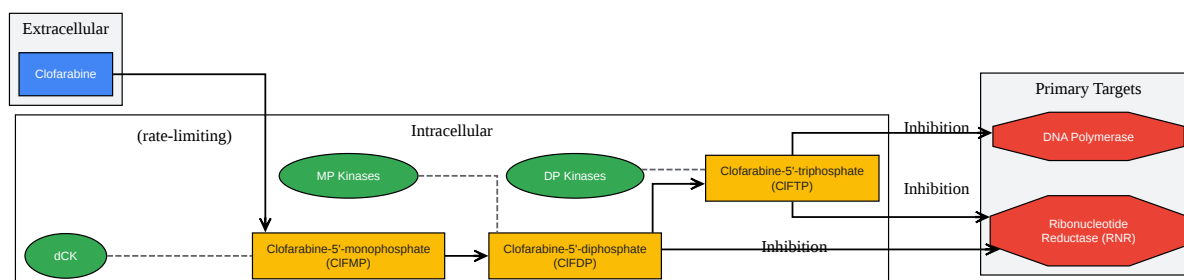 Extracellular
Clofarabine
Primary Targets
(rate-limiting)
Intracellular
Inhibition
DNA Polymerase
MP Kinases
DP Kinases
Clofarabine-5'-triphosphate
(ClFTP)
Inhibition
Ribonucleotide
Reductase (RNR)
dCK
Clofarabine-5'-monophosphate
(ClFMP)
Clofarabine-5'-diphosphate
(ClFDP)
Inhibition